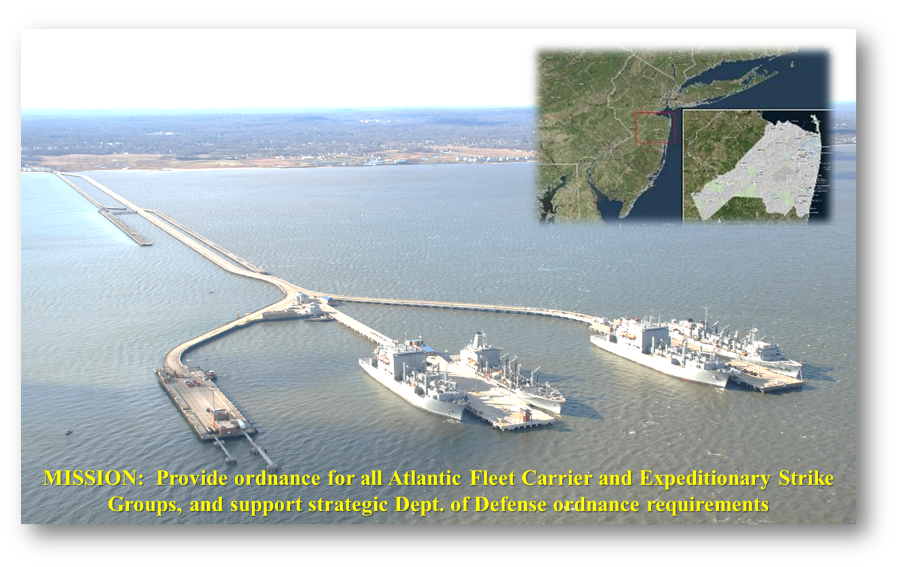 MISSION:  Provide ordnance for all Atlantic Fleet Carrier and Expeditionary Strike
Groups, and support strategic Dept. of Defense ordnance requirements